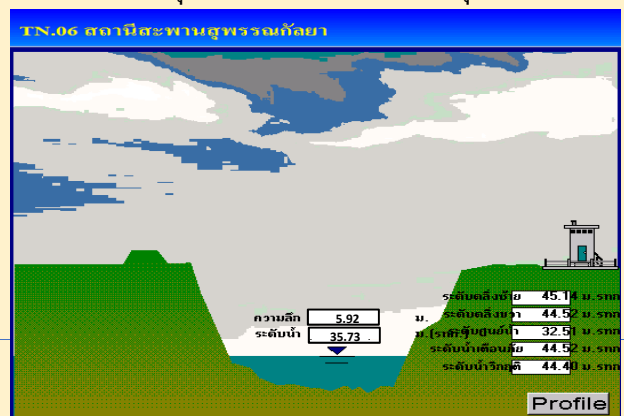 TN.06 สถานีสะพานสุพรรณกัลยา
ความลึก 5.92 ม.
ระดับน้ำ 35.73 ม.(รทก.)
ระดับตลิ่งซ้าย 45.14 ม.รทก
ระดับตลิ่งขวา 44.52 ม.รทก
ระดับศูนย์น้ำ 32.51 ม.รทก
ระดับน้ำเตือนภัย 44.52 ม.รทก
ระดับน้ำวิกฤติ 44.40 ม.รทก
Profile